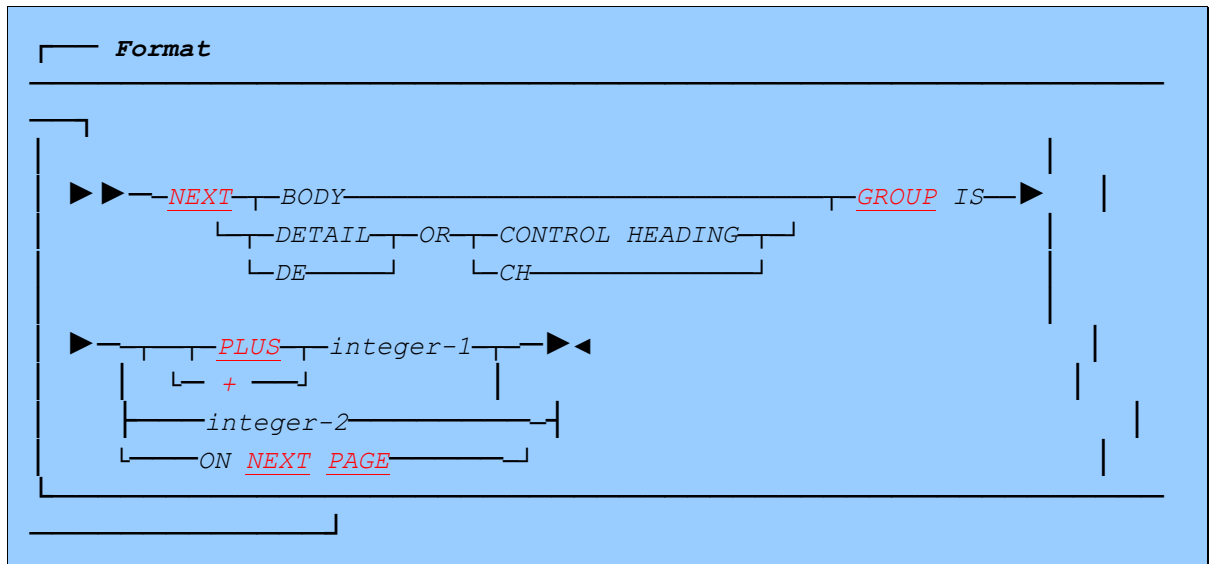 Format
NEXT BODY GROUP IS
DETAIL OR CONTROL HEADING
DE CH
PLUS integer-1
+
integer-2
ON NEXT PAGE